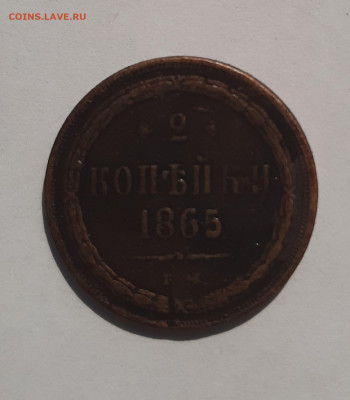 COINS.LAVE.RU
2
КОПѢЙКИ
1865
Е М